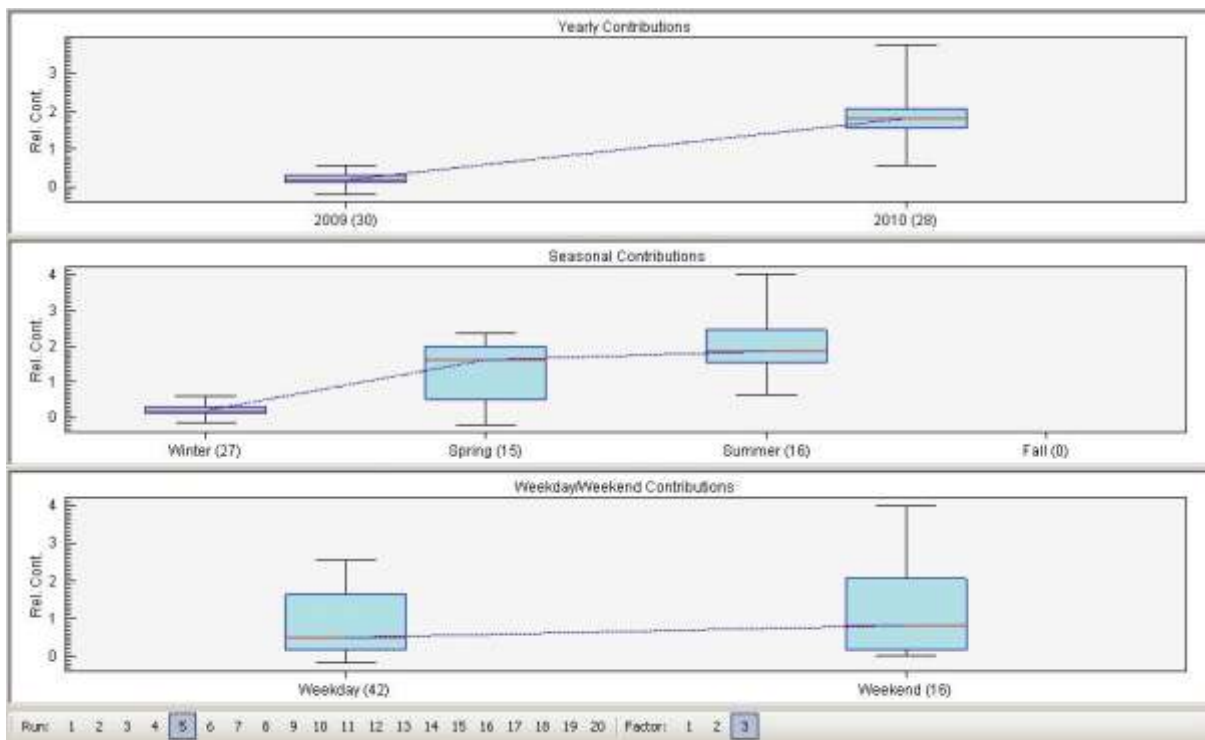 Yearly Contributions
Rel. Cont.
3
2
1
0
2009 (30) 2010 (28)
Seasonal Contributions
Rel. Cont.
4
3
2
1
0
Winter (27) Spring (15) Summer (16) Fall (0)
Weekday/Weekend Contributions
Rel. Cont.
4
3
2
1
0
Weekday (42) Weekend (16)
Run: 1 2 3 4 5 6 7 8 9 10 11 12 13 14 15 16 17 18 19 20 Factor: 1 2 3